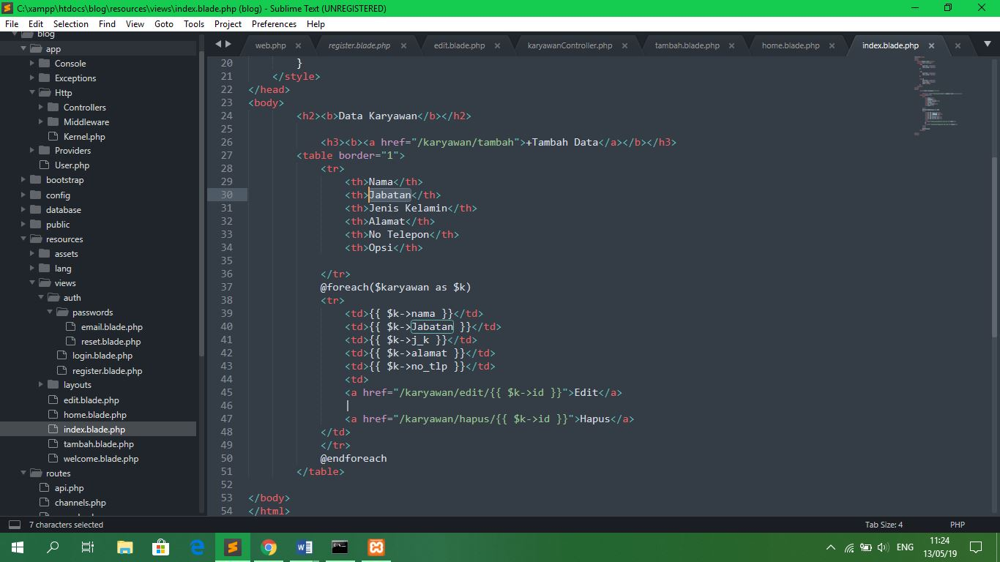 C:\xampp\htdocs\blog\resources\views\index.blade.php (blog) - Sublime Text (UNREGISTERED)
File Edit Selection Find View Goto Tools Project Preferences Help
blog
app
Console
Exceptions
Http
Controllers
Middleware
Kernel.php
Providers
User.php
bootstrap
config
database
public
resources
assets
lang
views
auth
passwords
email.blade.php
reset.blade.php
login.blade.php
register.blade.php
layouts
edit.blade.php
home.blade.php
index.blade.php
tambah.blade.php
welcome.blade.php
routes
api.php
channels.php
web.php register.blade.php edit.blade.php karyawanController.php tambah.blade.php home.blade.php index.blade.php
20 }
21 </style>
22 </head>
23 <body>
24 <h2><b>Data Karyawan</b></h2>
25
26 <h3><b><a href="/karyawan/tambah">+Tambah Data</a></b></h3>
27 <table border="1">
28 <tr>
29 <th>Nama</th>
30 <th>Jabatan</th>
31 <th>Jenis Kelamin</th>
32 <th>Alamat</th>
33 <th>No Telepon</th>
34 <th>Opsi</th>
35
36 </tr>
37 @foreach($karyawan as $k)
38 <tr>
39 <td>{{ $k->nama }}</td>
40 <td>{{ $k->Jabatan }}</td>
41 <td>{{ $k->j_k }}</td>
42 <td>{{ $k->alamat }}</td>
43 <td>{{ $k->no_tlp }}</td>
44 <td>
45 <a href="/karyawan/edit/{{ $k->id }}">Edit</a>
46 |
47 <a href="/karyawan/hapus/{{ $k->id }}">Hapus</a>
48 </td>
49 </tr>
50 @endforeach
51 </table>
52
53 </body>
54 </html>
7 characters selected Tab Size: 4 PHP
ENG 11:24
13/05/19